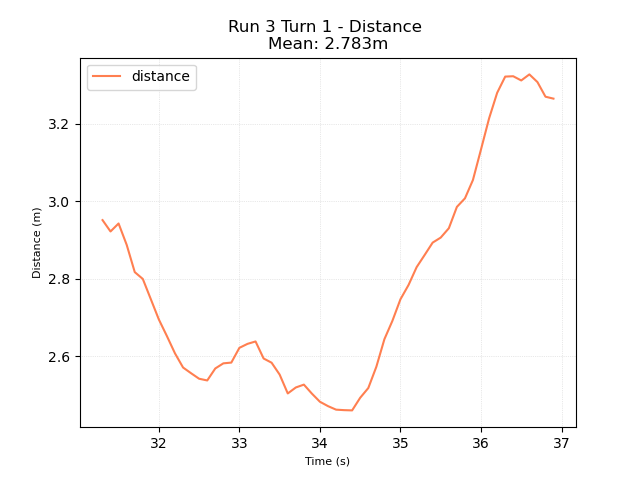 Run 3 Turn 1 - Distance
Mean: 2.783m
distance
Distance (m)
3.2
3.0
2.8
2.6
32
33
34
35
36
37
Time (s)